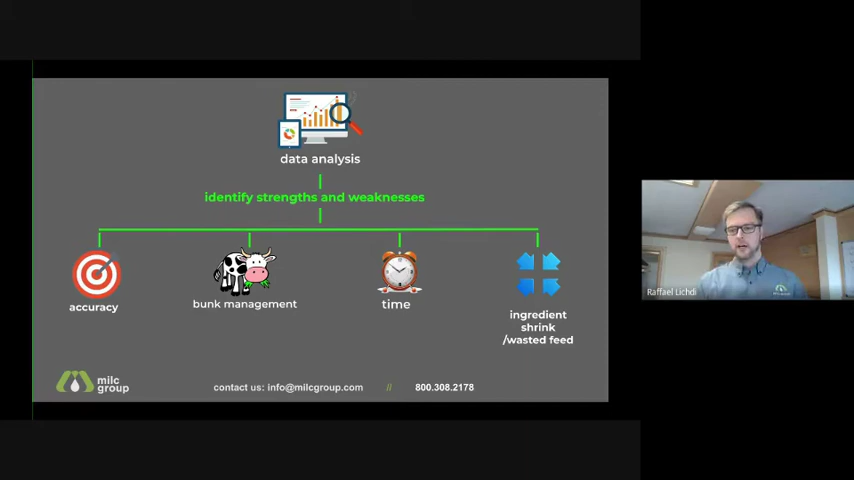 data analysis
identify strengths and weaknesses
accuracy
bunk management
time
ingredient
shrink
/wasted feed
milc
group
contact us: info@milcgroup.com // 800.308.2178
Raffael Lichdi